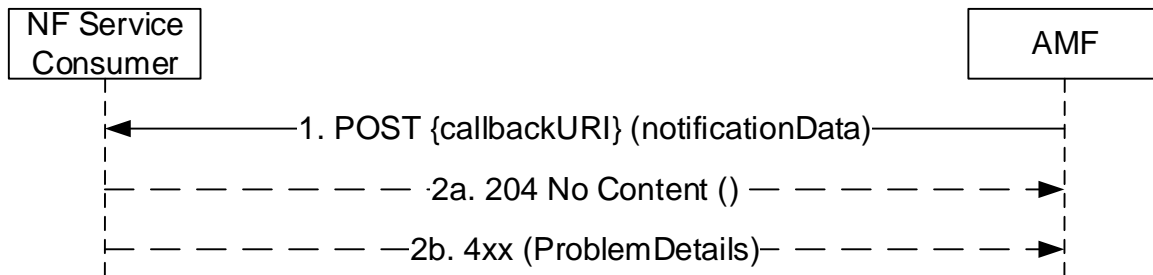 NF Service
Consumer
AMF
1. POST {callbackURI} (notificationData)
2a. 204 No Content ()
2b. 4xx (ProblemDetails)